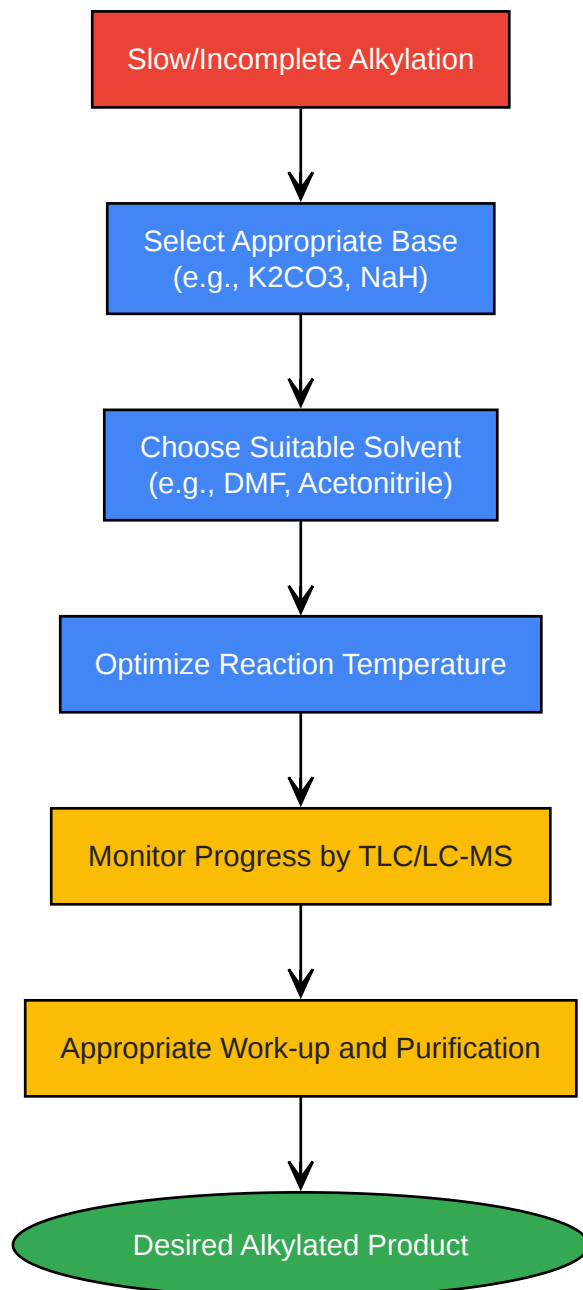 Slow/Incomplete Alkylation
Select Appropriate Base
(e.g., K2CO3, NaH)
Choose Suitable Solvent
(e.g., DMF, Acetonitrile)
Optimize Reaction Temperature
Monitor Progress by TLC/LC-MS
Appropriate Work-up and Purification
Desired Alkylated Product